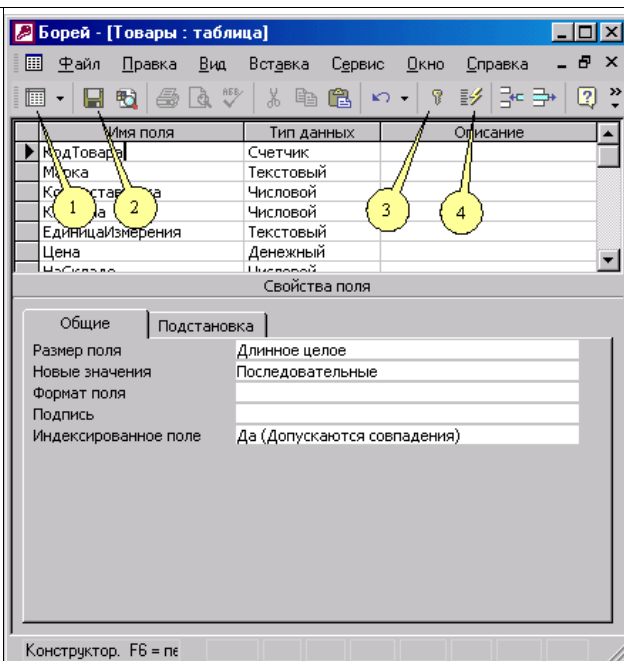 Борей - [Товары : таблица]
Файл Правка Вид Вставка Сервис Окно Справка
Имя поля Тип данных Описание
КодТовара Счетчик
Марка Текстовый
Числовой
Числовой
ЕдиницаИзмерения Текстовый
Цена Денежный
НаСкладе Числовой
1 2 3 4
Свойства поля
Общие Подстановка
Размер поля Длинное целое
Новые значения Последовательные
Формат поля
Подпись
Индексированное поле Да (Допускаются совпадения)
Конструктор. F6 = пе